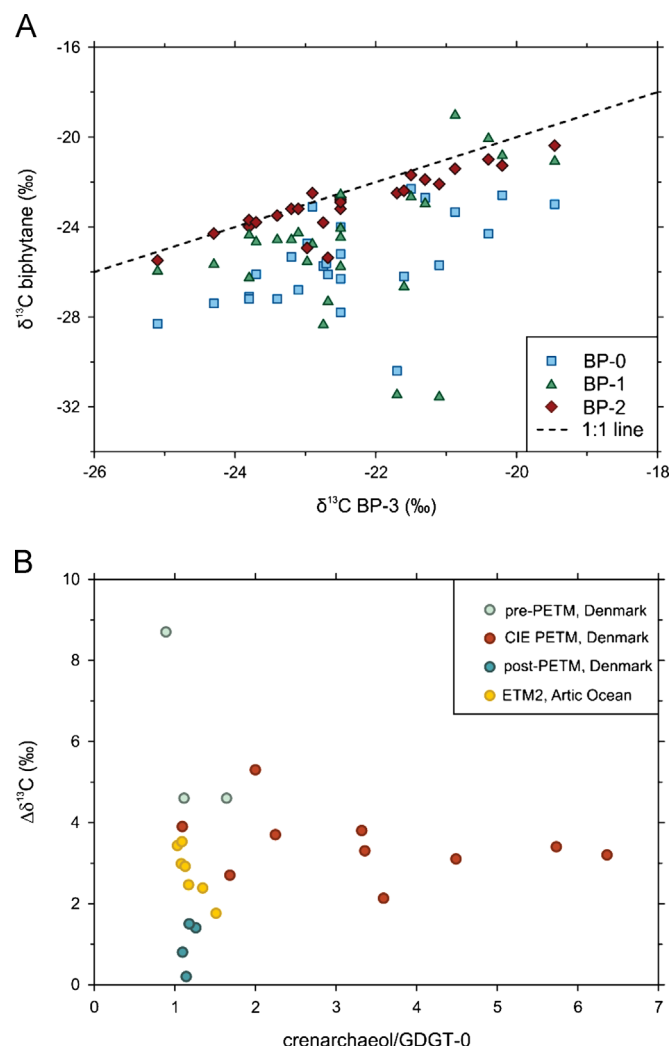 A
-16
-20
-24
-28
-32
δ¹³C biphytane (‰)
BP-0
BP-1
BP-2
1:1 line
-26
-24
-22
-20
-18
δ¹³C BP-3 (‰)
B
10
8
6
4
2
0
Δδ¹³C (‰)
pre-PETM, Denmark
CIE PETM, Denmark
post-PETM, Denmark
ETM2, Artic Ocean
0
1
2
3
4
5
6
7
crenarchaeol/GDGT-0